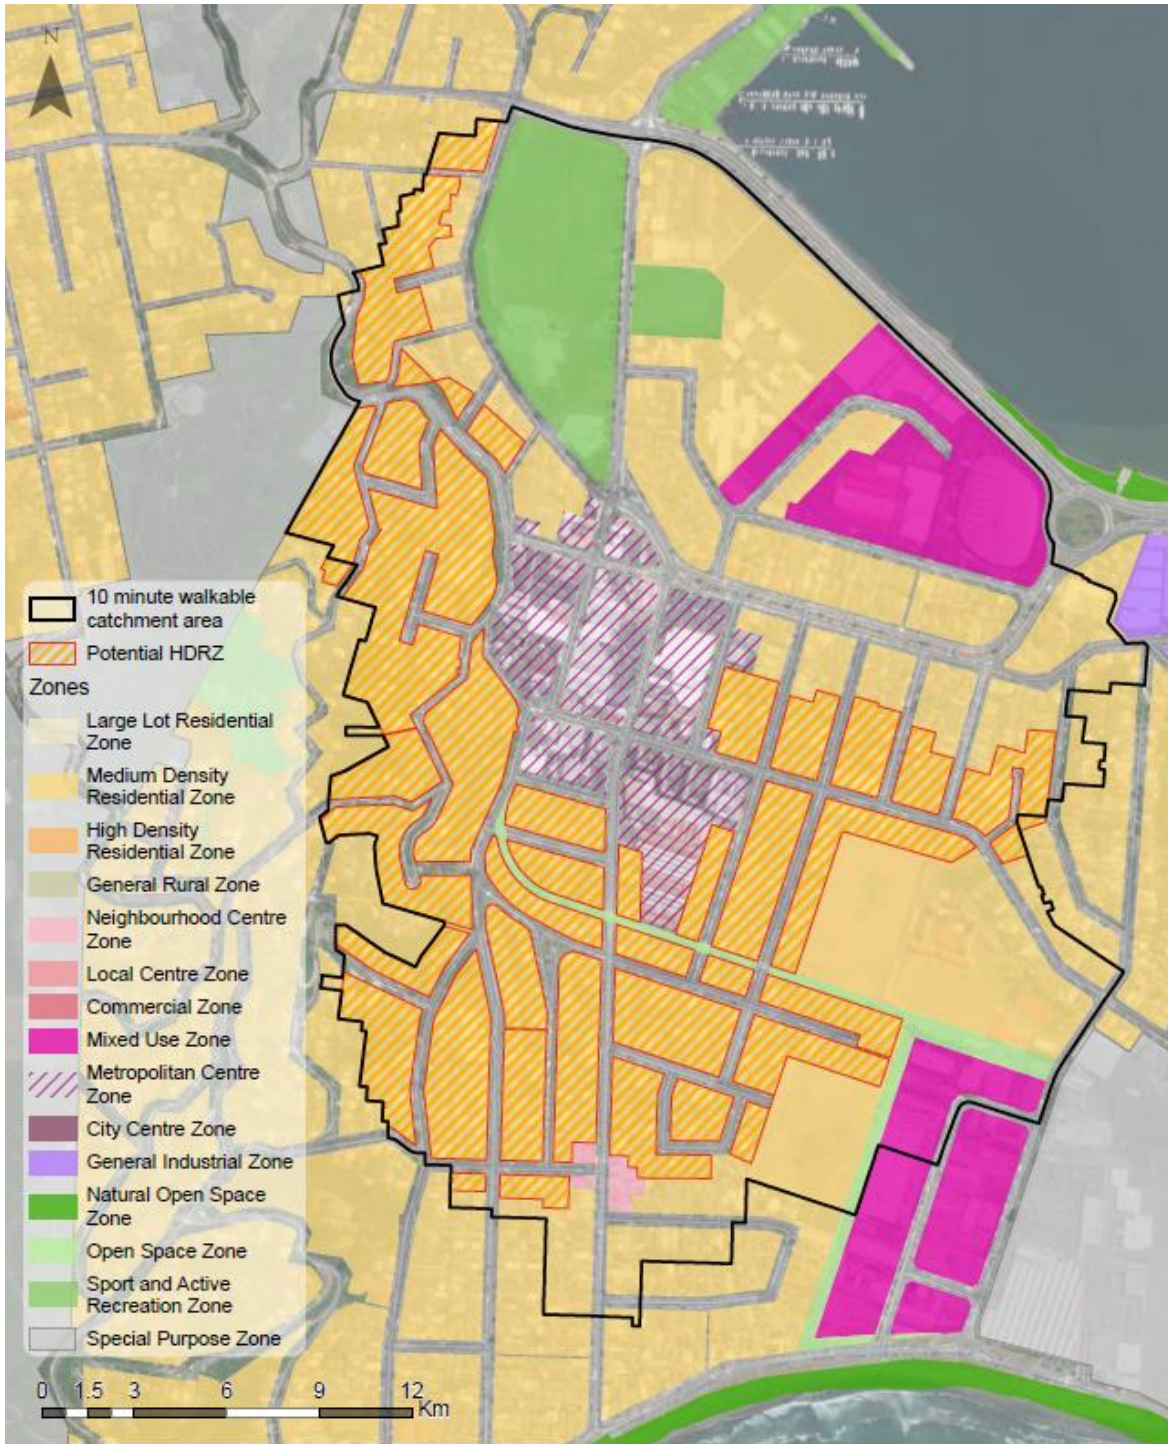 N
10 minute walkable
catchment area
Potential HDRZ
Zones
Large Lot Residential
Zone
Medium Density
Residential Zone
High Density
Residential Zone
General Rural Zone
Neighbourhood Centre
Zone
Local Centre Zone
Commercial Zone
Mixed Use Zone
Metropolitan Centre
Zone
City Centre Zone
General Industrial Zone
Natural Open Space
Zone
Open Space Zone
Sport and Active
Recreation Zone
Special Purpose Zone
0 1.5 3 6 9 12
Km